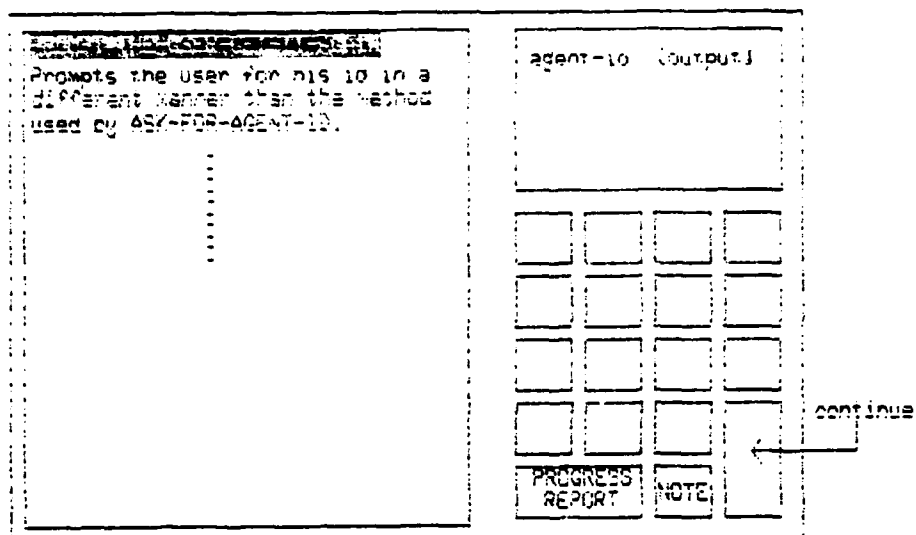 Prompts the user for his id in a
different manner than the method
used by ASK-FOR-AGENT-ID.
agent-id (output)
continue
PROGRESS
REPORT
NOTE